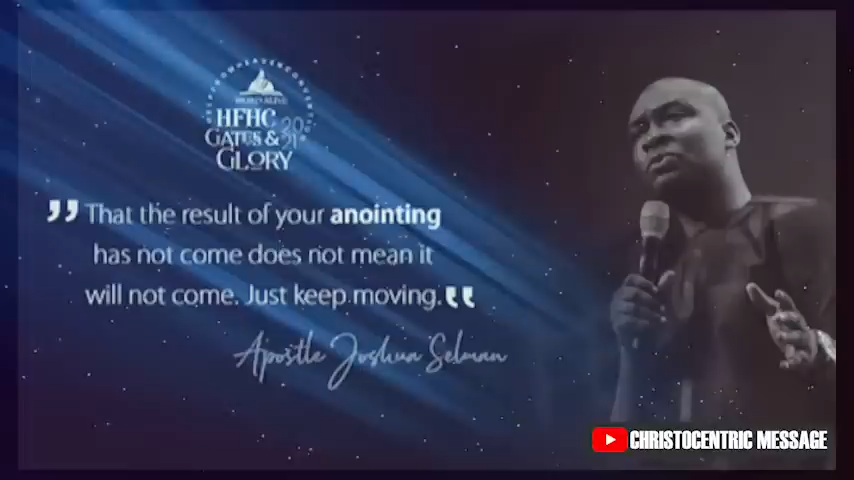 HFHC
2021
GATES &
GLORY
”That the result of your anointing
has not come does not mean it
will not come. Just keep moving.“
Apostle Joshua Selman
CHRISTOCENTRIC MESSAGE